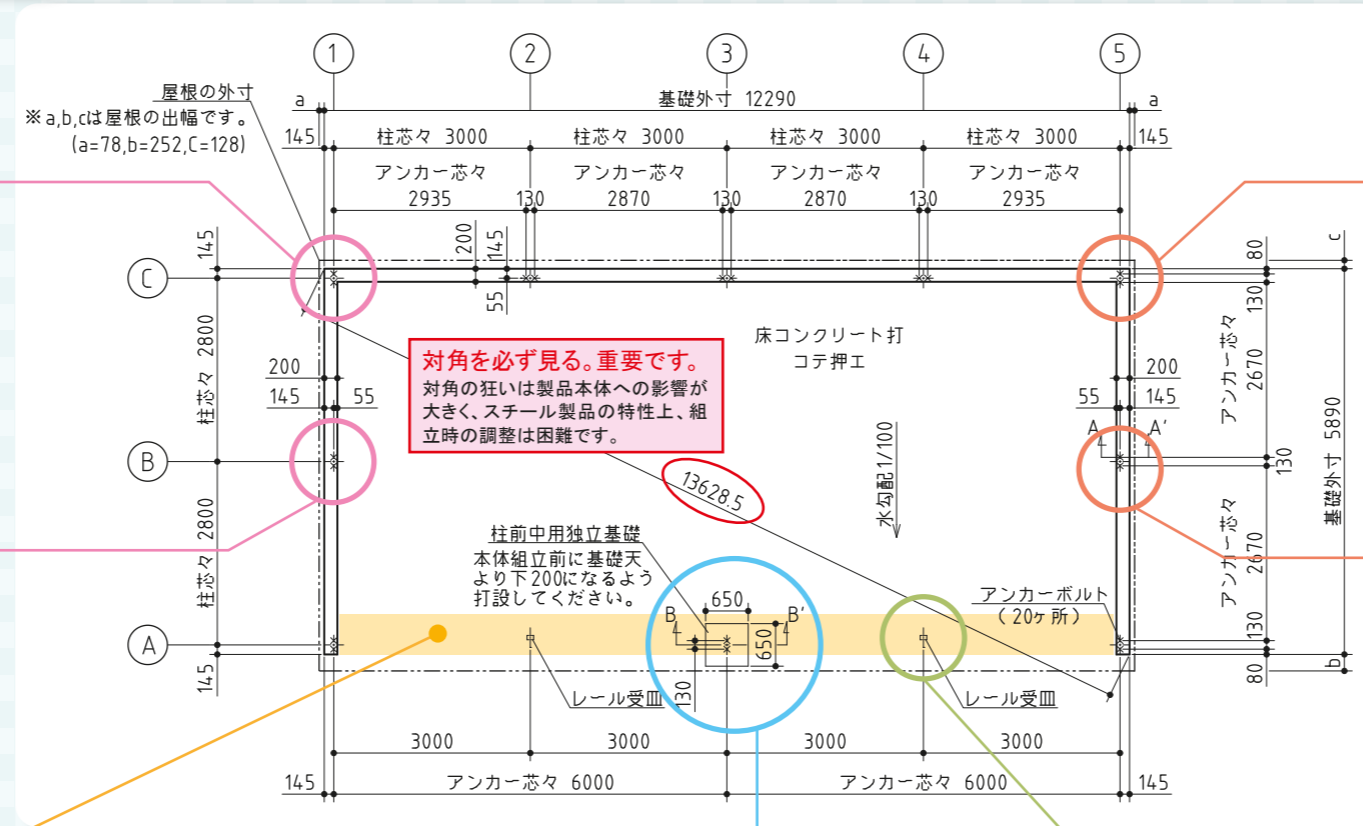 1
2
3
4
5
屋根の外寸
※a,b,cは屋根の出幅です。
(a=78,b=252,C=128)
a
基礎外寸 12290
a
145
柱芯々 3000
柱芯々 3000
柱芯々 3000
柱芯々 3000
145
アンカー芯々
アンカー芯々
アンカー芯々
アンカー芯々
2935
130
2870
130
2870
130
2935
145
200
145
55
c
80
130
C
柱芯々 2800
200
145
55
対角を必ず見る。重要です。
対角の狂いは製品本体への影響が
大きく、スチール製品の特性上、組
立時の調整は困難です。
床コンクリート打
コテ押エ
200
55
145
アンカー芯々
2670
A
A'
130
基礎外寸 5890
B
13628.5
水勾配1/100
柱芯々 2800
柱前中用独立基礎
本体組立前に基礎天
より下200になるよう
打設してください。
650
B
B'
650
130
アンカーボルト
(20ヶ所)
アンカー芯々
2670
130
A
145
レール受皿
レール受皿
80
b
3000
3000
3000
3000
145
アンカー芯々 6000
アンカー芯々 6000
145